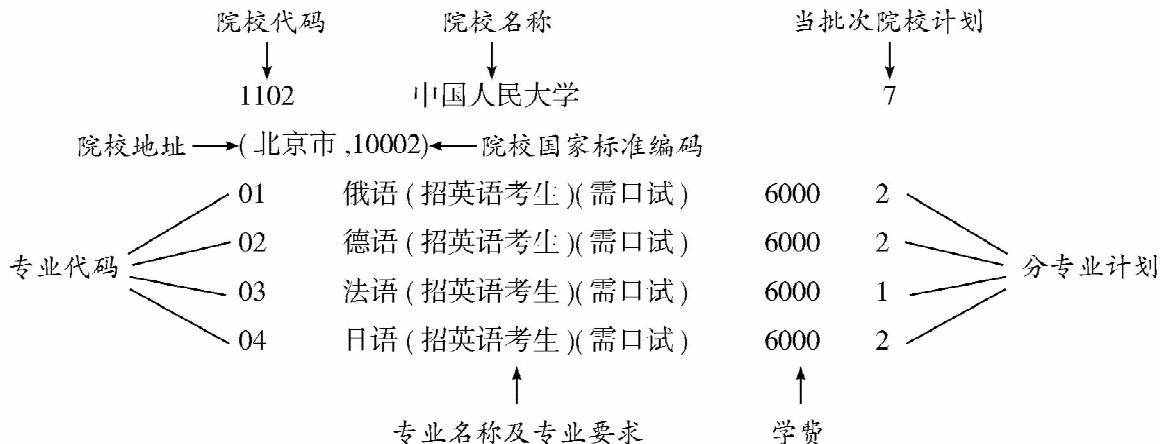 院校代码 院校名称 当批次院校计划
1102 中国人民大学 7
院校地址 (北京市,10002) 院校国家标准编码
01 俄语(招英语考生)(需口试) 6000 2
02 德语(招英语考生)(需口试) 6000 2
专业代码 分专业计划
03 法语(招英语考生)(需口试) 6000 1
04 日语(招英语考生)(需口试) 6000 2
专业名称及专业要求 学费